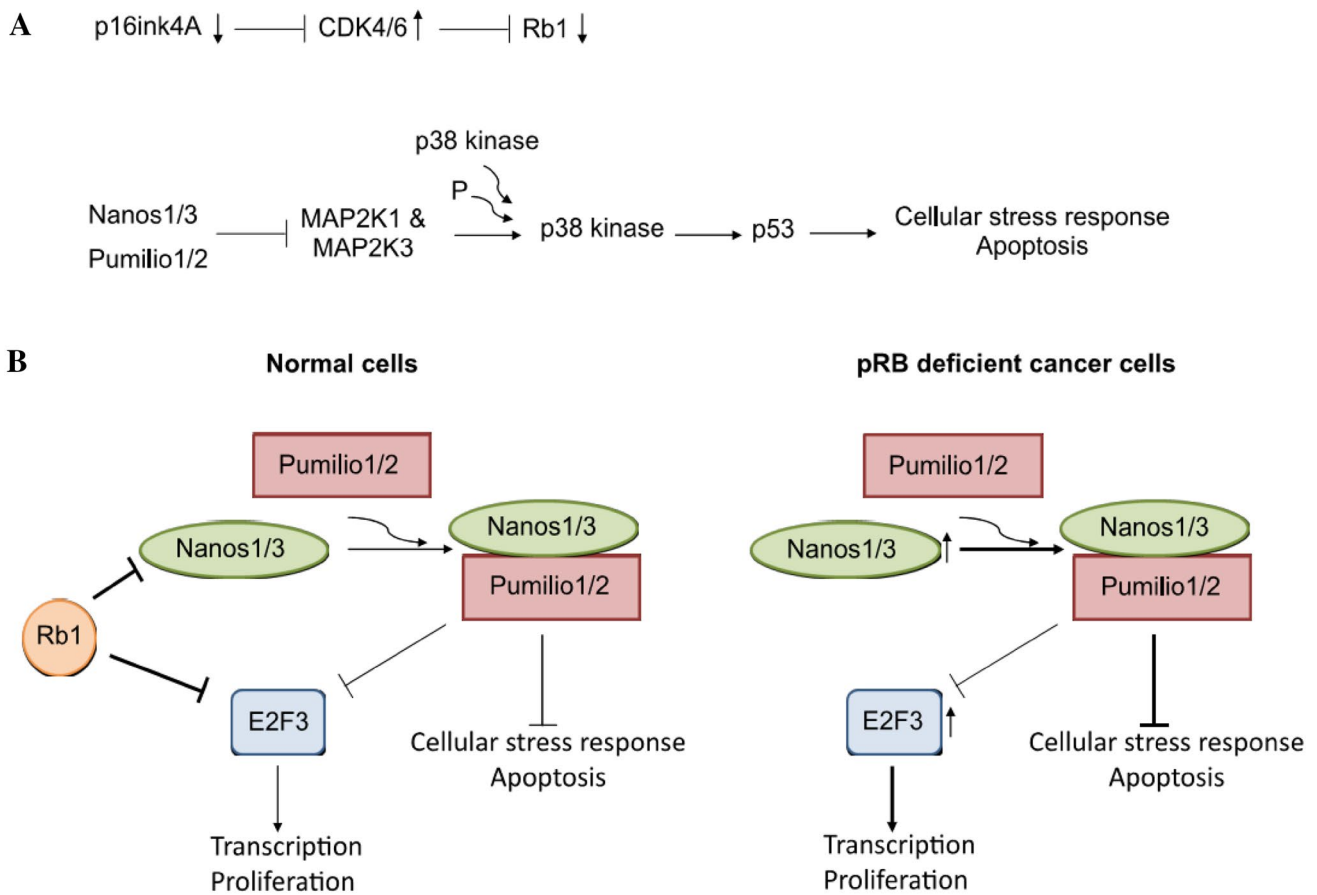 A
p16ink4A ↓ ⊣ CDK4/6 ↑ ⊣ Rb1 ↓
p38 kinase
P
Nanos1/3
Pumilio1/2
MAP2K1 &
MAP2K3
p38 kinase
p53
Cellular stress response
Apoptosis
B
Normal cells
Pumilio1/2
Nanos1/3
Nanos1/3
Pumilio1/2
Rb1
E2F3
Cellular stress response
Apoptosis
Transcription
Proliferation
pRB deficient cancer cells
Pumilio1/2
Nanos1/3 ↑
Nanos1/3
Pumilio1/2
E2F3 ↑
Cellular stress response
Apoptosis
Transcription
Proliferation